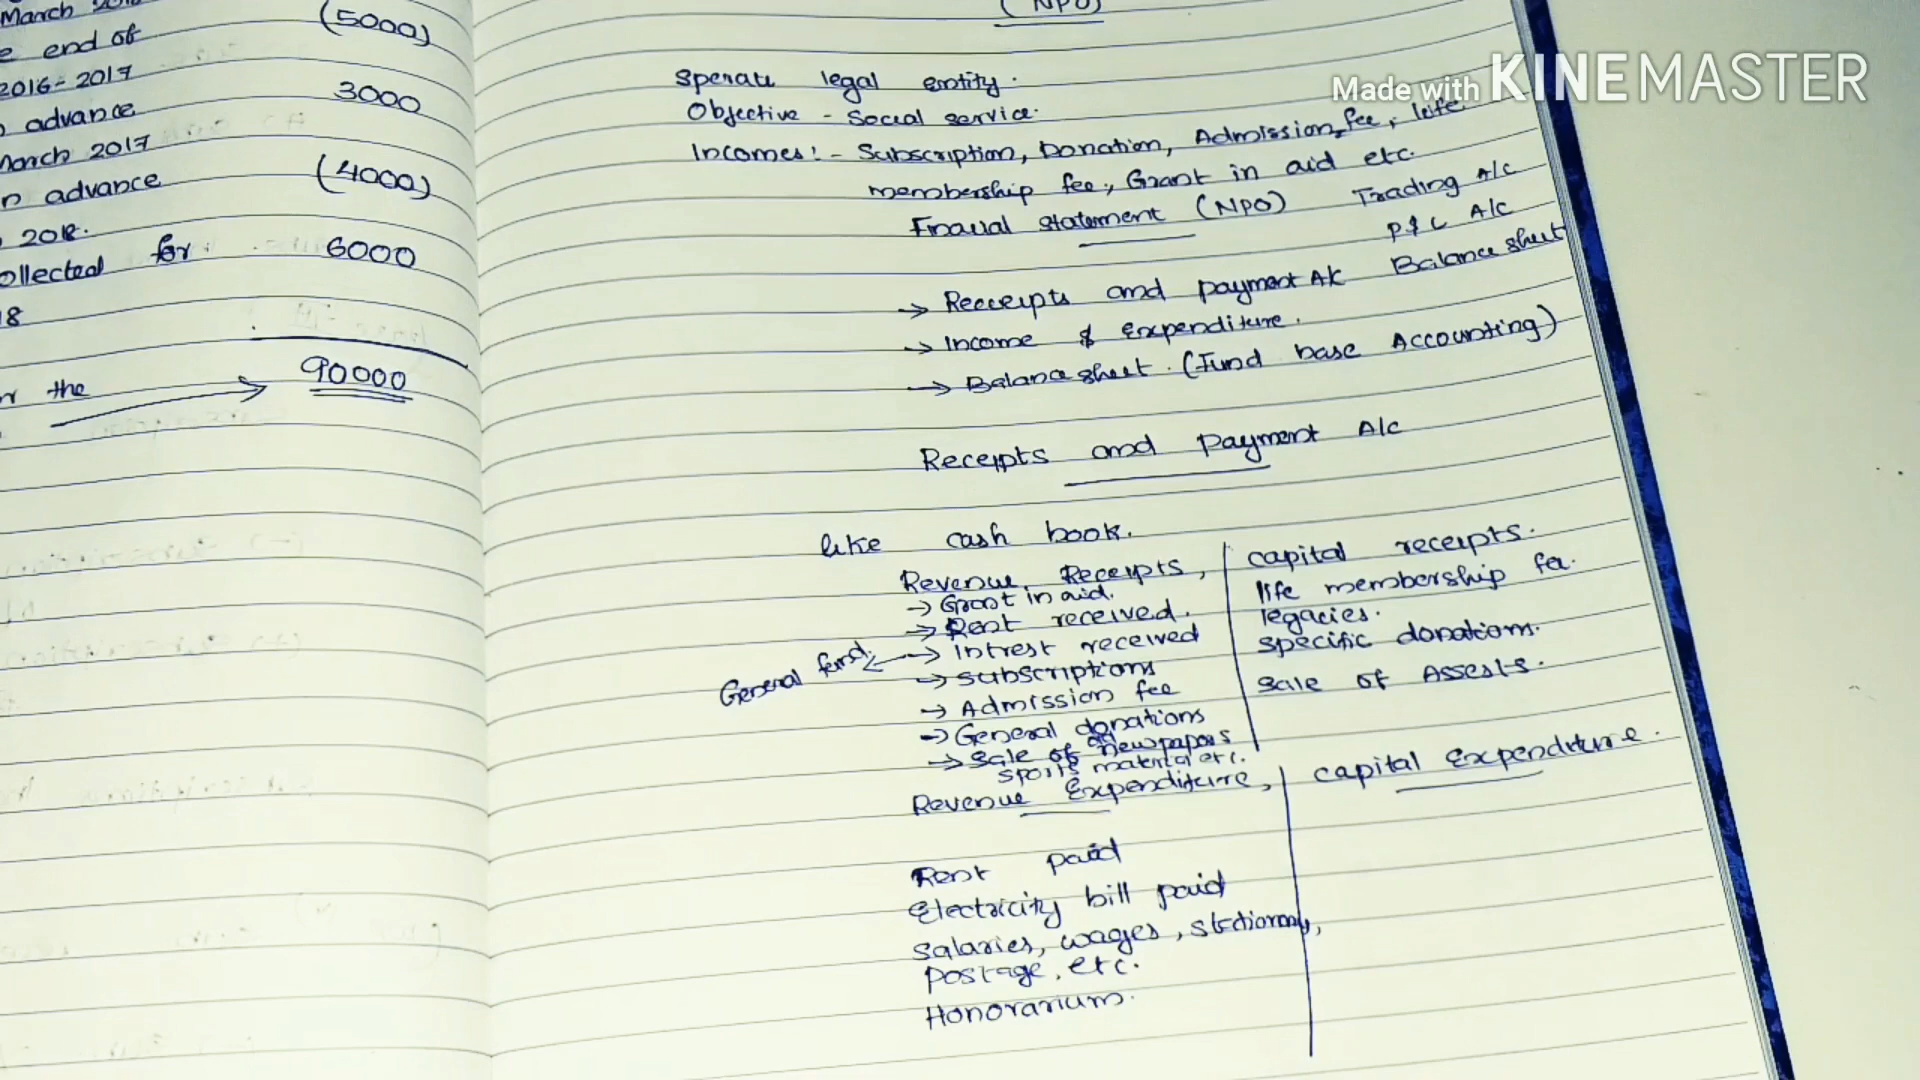 March
(5000)
e end of
2016-2017
3000
advance
March 2017
n advance
(4000)
2018.
ollected for
6000
18
r the
90000
(NPO)
Sperate legal entity.
Objective - Social service.
Incomes:- Subscription, Donation, Admission fee, life
membership fee, Grant in aid etc.
Finacial statement (NPO) Trading A/c
P & L A/c
Balance sheet
→ Receipts and payment A/c
→ Income & Expenditure.
→ Balance sheet. (Fund base Accounting)
Receipts and payment A/c
like cash book.
Revenue Receipts,
→ Grant in aid.
→ Rent received.
→ Intrest received
General fund.
→ subscriptions
→ Admission fee
→ General donations
→ Sale of old newpapers
sports material etc.
capital receipts.
life membership fee.
legacies.
specific donations.
sale of Assests.
Revenue Expenditure, capital Expenditure.
Rent paid
Electricity bill paid
salaries, wages, stationary,
postage, etc.
Honorarium.
Made with KINEMASTER